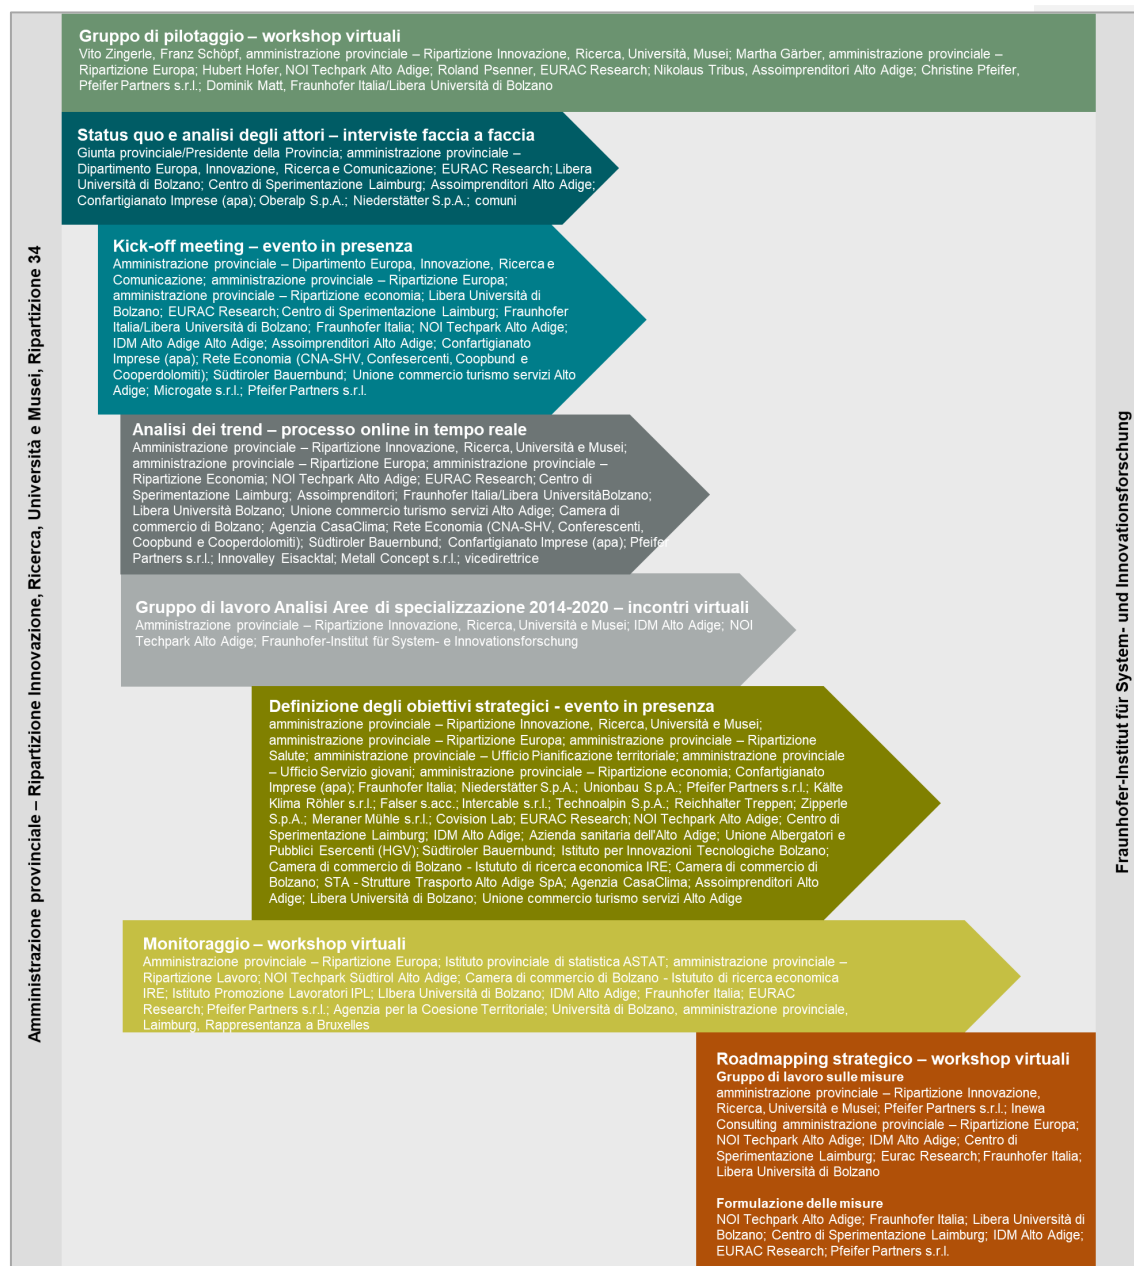 Gruppo di pilotaggio – workshop virtuali
Vito Zingerle, Franz Schöpf, amministrazione provinciale – Ripartizione Innovazione, Ricerca, Università, Musei; Martha Gärber, amministrazione provinciale –
Ripartizione Europa; Hubert Hofer, NOI Techpark Alto Adige; Roland Psenner, EURAC Research; Nikolaus Tribus, Assoimprenditori Alto Adige; Christine Pfeifer,
Pfeifer Partners s.r.l.; Dominik Matt, Fraunhofer Italia/Libera Università di Bolzano
Status quo e analisi degli attori – interviste faccia a faccia
Giunta provinciale/Presidente della Provincia; amministrazione provinciale –
Dipartimento Europa, Innovazione, Ricerca e Comunicazione; EURAC Research; Libera
Università di Bolzano; Centro di Sperimentazione Laimburg; Assoimprenditori Alto Adige;
Confartigianato Imprese (apa); Oberalp S.p.A.; Niederstätter S.p.A.; comuni
Kick-off meeting – evento in presenza
Amministrazione provinciale – Dipartimento Europa, Innovazione, Ricerca e
Comunicazione; amministrazione provinciale – Ripartizione Europa;
amministrazione provinciale – Ripartizione economia; Libera Università di
Bolzano; EURAC Research; Centro di Sperimentazione Laimburg; Fraunhofer
Italia/Libera Università di Bolzano; Fraunhofer Italia; NOI Techpark Alto Adige;
IDM Alto Adige Alto Adige; Assoimprenditori Alto Adige; Confartigianato
Imprese (apa); Rete Economia (CNA-SHV, Confesercenti, Coopbund e
Cooperdolomiti); Südtiroler Bauernbund; Unione commercio turismo servizi Alto
Adige; Microgate s.r.l.; Pfeifer Partners s.r.l.
Analisi dei trend – processo online in tempo reale
Amministrazione provinciale – Ripartizione Innovazione, Ricerca, Università e Musei;
amministrazione provinciale – Ripartizione Europa; amministrazione provinciale –
Ripartizione Economia; NOI Techpark Alto Adige; EURAC Research; Centro di
Sperimentazione Laimburg; Assoimprenditori; Fraunhofer Italia/Libera UniversitàBolzano;
Libera Università Bolzano; Unione commercio turismo servizi Alto Adige; Camera di
commercio di Bolzano; Agenzia CasaClima; Rete Economia (CNA-SHV, Conferescenti,
Coopbund e Cooperdolomiti); Südtiroler Bauernbund; Confartigianato Imprese (apa); Pfeifer
Partners s.r.l.; Innovalley Eisacktal; Metall Concept s.r.l.; vicedirettrice
Gruppo di lavoro Analisi Aree di specializzazione 2014-2020 – incontri virtuali
Amministrazione provinciale – Ripartizione Innovazione, Ricerca, Università e Musei; IDM Alto Adige; NOI
Techpark Alto Adige; Fraunhofer-Institut für System- e Innovationsforschung
Definizione degli obiettivi strategici - evento in presenza
amministrazione provinciale – Ripartizione Innovazione, Ricerca, Università e Musei;
amministrazione provinciale – Ripartizione Europa; amministrazione provinciale – Ripartizione
Salute; amministrazione provinciale – Ufficio Pianificazione territoriale; amministrazione provinciale
– Ufficio Servizio giovani; amministrazione provinciale – Ripartizione economia; Confartigianato
Imprese (apa); Fraunhofer Italia; Niederstätter S.p.A.; Unionbau S.p.A.; Pfeifer Partners s.r.l.; Kälte
Klima Röhler s.r.l.; Falser s.acc.; Intercable s.r.l.; Technoalpin S.p.A.; Reichhalter Treppen; Zipperle
S.p.A.; Meraner Mühle s.r.l.; Covision Lab; EURAC Research; NOI Techpark Alto Adige; Centro di
Sperimentazione Laimburg; IDM Alto Adige; Azienda sanitaria dell'Alto Adige; Unione Albergatori e
Pubblici Esercenti (HGV); Südtiroler Bauernbund; Istituto per Innovazioni Tecnologiche Bolzano;
Camera di commercio di Bolzano - Istututo di ricerca economica IRE; Camera di commercio di
Bolzano; STA - Strutture Trasporto Alto Adige SpA; Agenzia CasaClima; Assoimprenditori Alto
Adige; Libera Università di Bolzano; Unione commercio turismo servizi Alto Adige
Monitoraggio – workshop virtuali
Amministrazione provinciale – Ripartizione Europa; Istituto provinciale di statistica ASTAT; amministrazione provinciale –
Ripartizione Lavoro; NOI Techpark Südtirol Alto Adige; Camera di commercio di Bolzano - Istututo di ricerca economica
IRE; Istituto Promozione Lavoratori IPL; LIbera Università di Bolzano; IDM Alto Adige; Fraunhofer Italia; EURAC
Research; Pfeifer Partners s.r.l.; Agenzia per la Coesione Territoriale; Università di Bolzano, amministrazione provinciale,
Laimburg, Rappresentanza a Bruxelles
Roadmapping strategico – workshop virtuali
Gruppo di lavoro sulle misure
amministrazione provinciale – Ripartizione Innovazione,
Ricerca, Università e Musei; Pfeifer Partners s.r.l.; Inewa
Consulting amministrazione provinciale – Ripartizione Europa;
NOI Techpark Alto Adige; IDM Alto Adige; Centro di
Sperimentazione Laimburg; Eurac Research; Fraunhofer Italia;
Libera Università di Bolzano
Formulazione delle misure
NOI Techpark Alto Adige; Fraunhofer Italia; Libera Università di
Bolzano; Centro di Sperimentazione Laimburg; IDM Alto Adige;
EURAC Research; Pfeifer Partners s.r.l.
Amministrazione provinciale – Ripartizione Innovazione, Ricerca, Università e Musei, Ripartizione 34
Fraunhofer-Institut für System- und Innovationsforschung